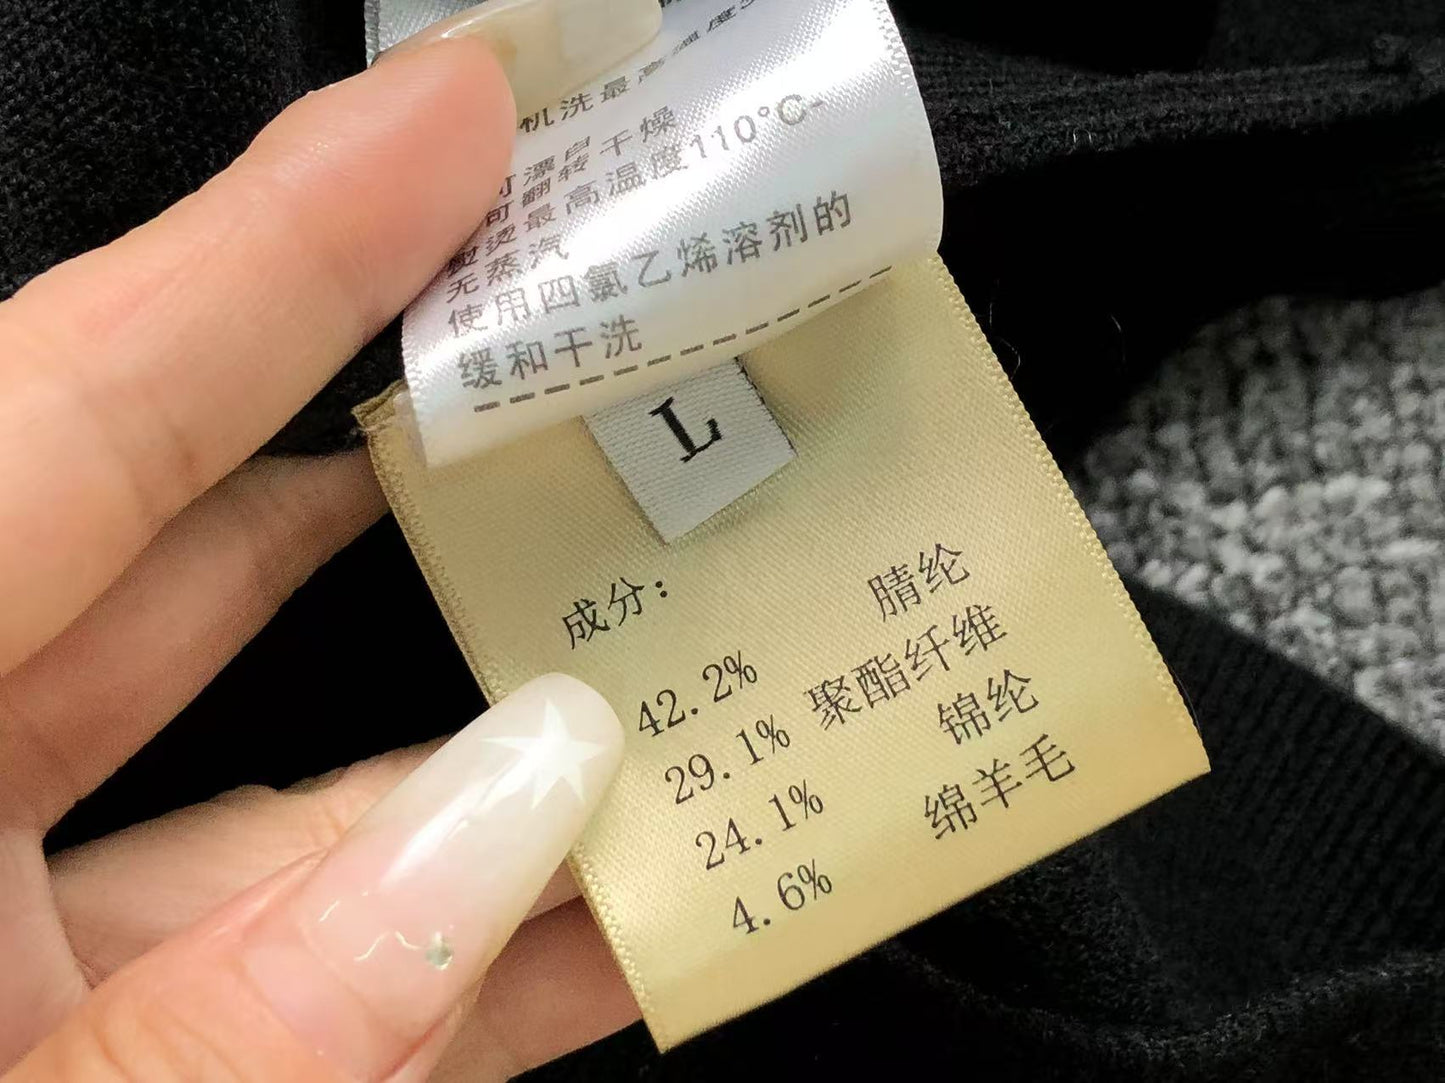 机洗最高温度
可漂白
可翻转干燥
熨烫最高温度110°C-
无蒸汽
使用四氯乙烯溶剂的
缓和干洗
L
成分：
42.2% 腈纶
29.1% 聚酯纤维
24.1% 锦纶
4.6% 绵羊毛